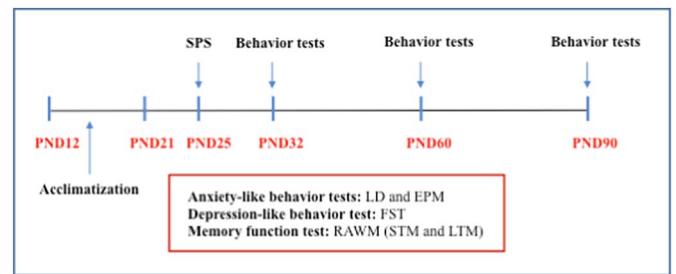 SPS Behavior tests Behavior tests Behavior tests
PND12 PND21 PND25 PND32 PND60 PND90
Acclimatization
Anxiety-like behavior tests: LD and EPM
Depression-like behavior test: FST
Memory function test: RAWM (STM and LTM)